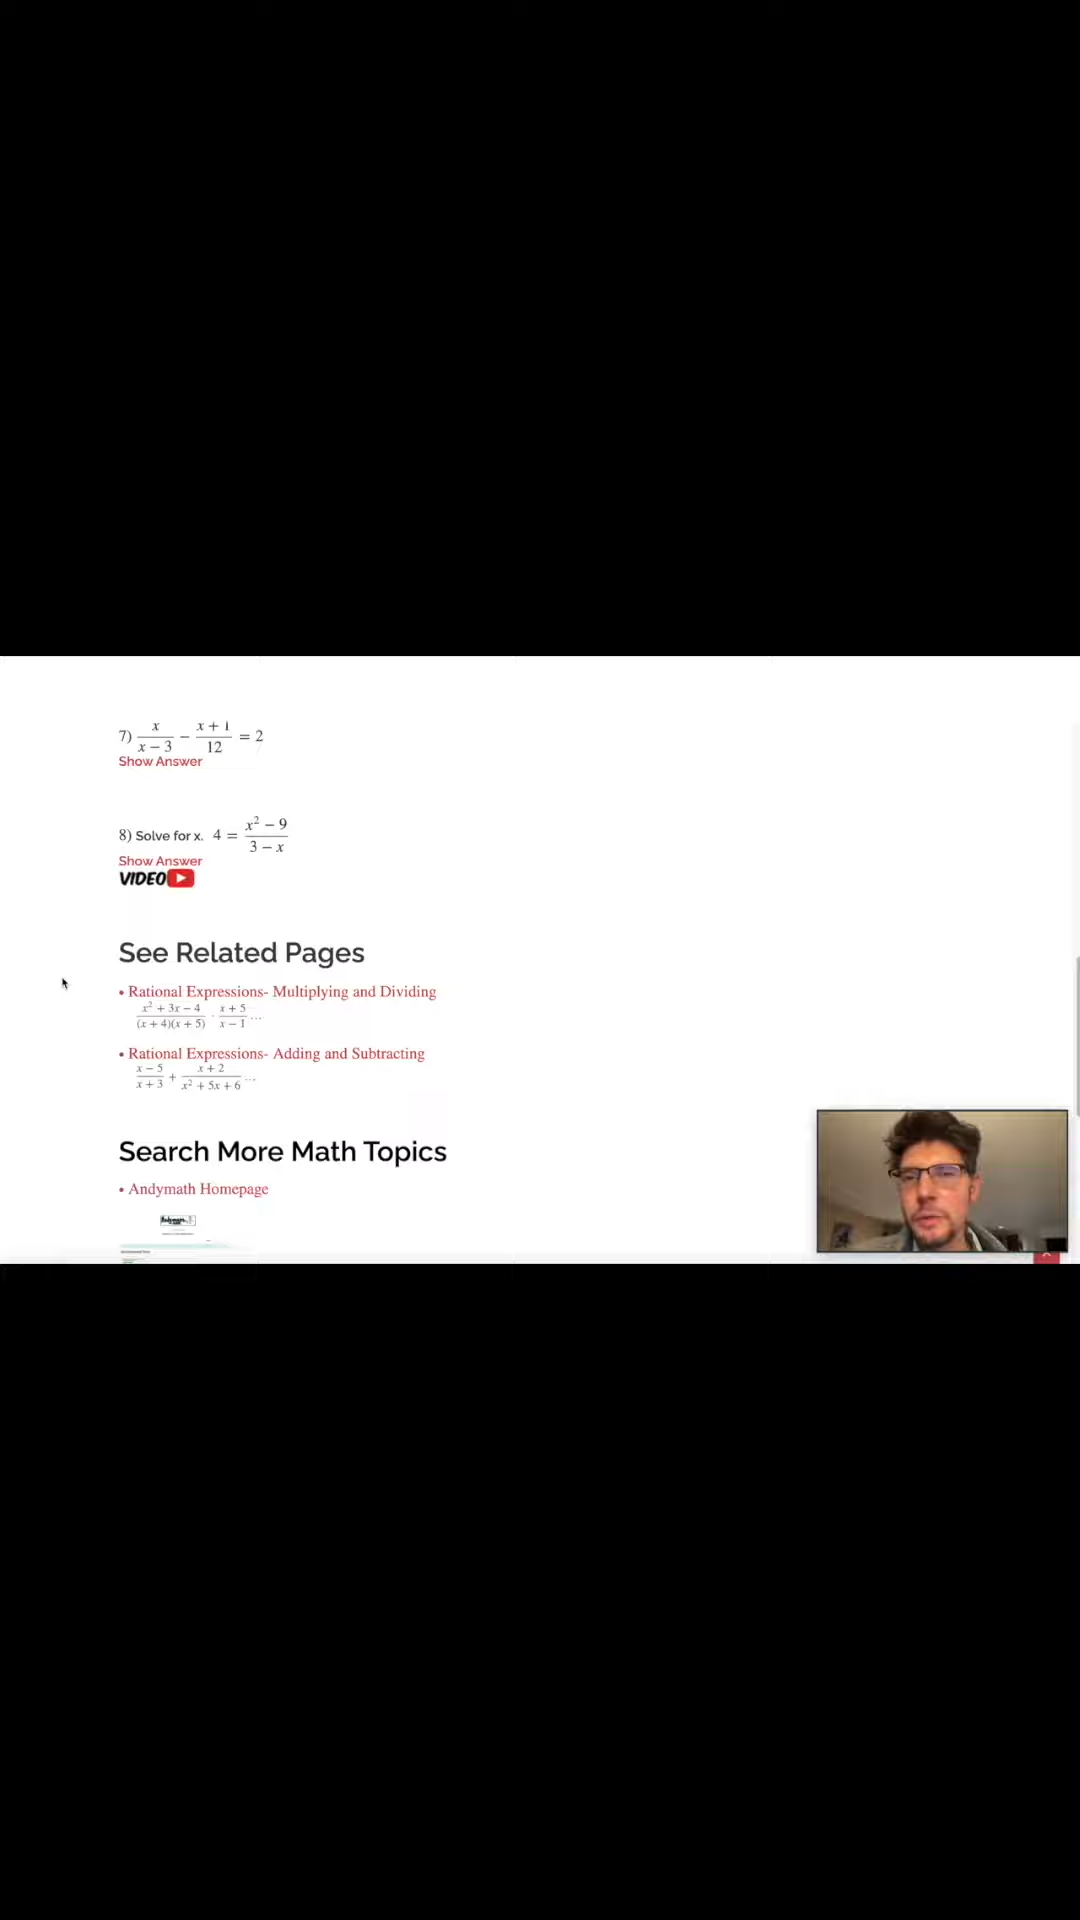 7) x/(x − 3) − (x + 1)/12 = 2
Show Answer
8) Solve for x. 4 = (x² − 9)/(3 − x)
Show Answer
VIDEO
See Related Pages
• Rational Expressions- Multiplying and Dividing
(x² + 3x − 4)/((x + 4)(x + 5)) · (x + 5)/(x − 1) ...
• Rational Expressions- Adding and Subtracting
(x − 5)/(x + 3) + (x + 2)/(x² + 5x + 6) ...
Search More Math Topics
• Andymath Homepage